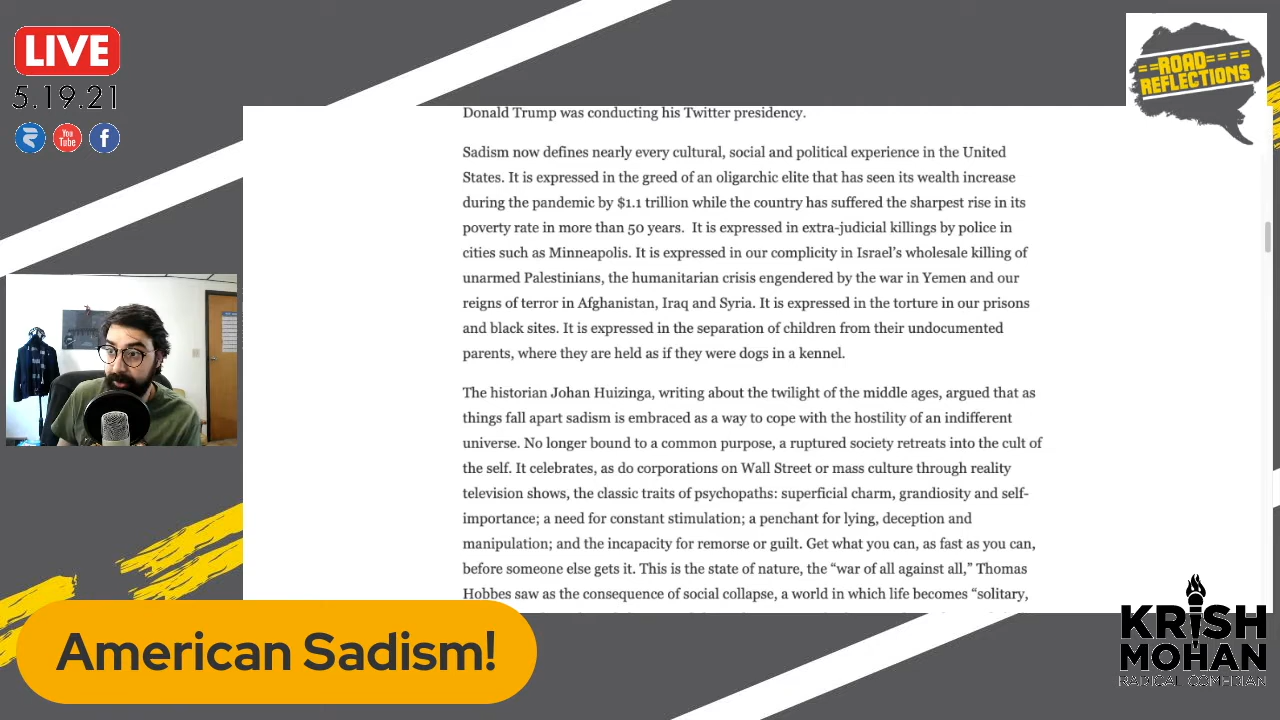 LIVE
5.19.21
You
Tube
==ROAD====
REFLECTIONS
Donald Trump was conducting his Twitter presidency.
Sadism now defines nearly every cultural, social and political experience in the United
States. It is expressed in the greed of an oligarchic elite that has seen its wealth increase
during the pandemic by $1.1 trillion while the country has suffered the sharpest rise in its
poverty rate in more than 50 years.  It is expressed in extra-judicial killings by police in
cities such as Minneapolis. It is expressed in our complicity in Israel’s wholesale killing of
unarmed Palestinians, the humanitarian crisis engendered by the war in Yemen and our
reigns of terror in Afghanistan, Iraq and Syria. It is expressed in the torture in our prisons
and black sites. It is expressed in the separation of children from their undocumented
parents, where they are held as if they were dogs in a kennel.
The historian Johan Huizinga, writing about the twilight of the middle ages, argued that as
things fall apart sadism is embraced as a way to cope with the hostility of an indifferent
universe. No longer bound to a common purpose, a ruptured society retreats into the cult of
the self. It celebrates, as do corporations on Wall Street or mass culture through reality
television shows, the classic traits of psychopaths: superficial charm, grandiosity and self-
importance; a need for constant stimulation; a penchant for lying, deception and
manipulation; and the incapacity for remorse or guilt. Get what you can, as fast as you can,
before someone else gets it. This is the state of nature, the “war of all against all,” Thomas
Hobbes saw as the consequence of social collapse, a world in which life becomes “solitary,
American Sadism!
KRISH
MOHAN
RADICAL COMEDIAN